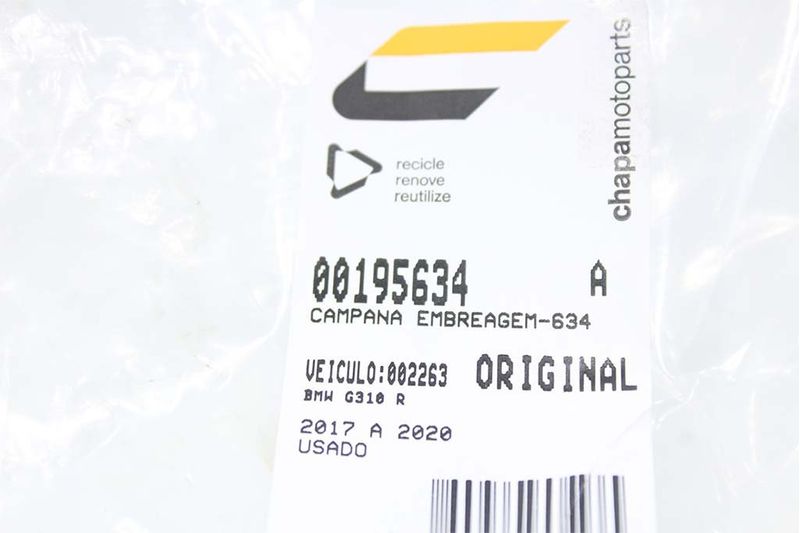 chapamotoparts
recicle
renove
reutilize
00195634 A
CAMPANA EMBREAGEM-634
VEICULO:002263 ORIGINAL
BMW G310 R
2017 A 2020
USADO